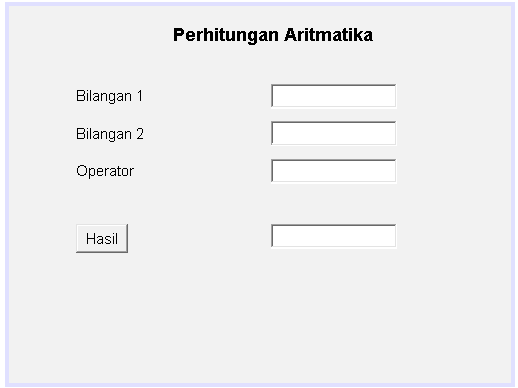 Perhitungan Aritmatika
Bilangan 1
Bilangan 2
Operator
Hasil